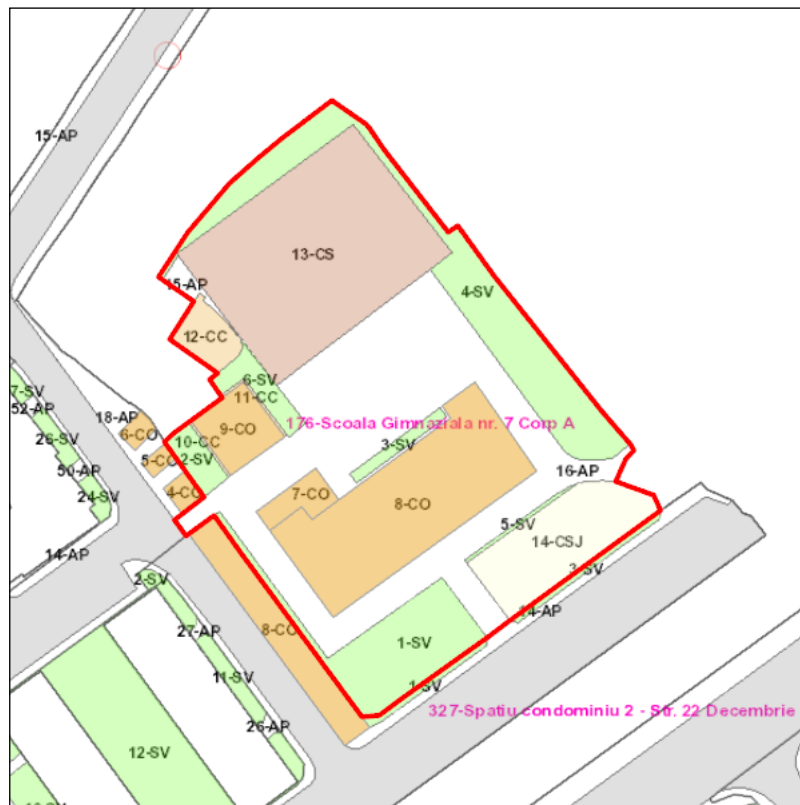 15-AP
13-CS
15-AP
4-SV
12-CC
6-SV
11-CC
7-SV
52-AP
18-AP
176-Scoala Gimnaziala nr. 7 Corp A
6-CO
9-CO
26-SV
10-CC
3-SV
5-CO
2-SV
50-AP
16-AP
24-SV
4-CO
7-CO
8-CO
5-SV
14-CSJ
14-AP
3-SV
2-SV
14-AP
27-AP
8-CO
1-SV
11-SV
1-SV
327-Spatiu condominiu 2 - Str. 22 Decembrie
26-AP
12-SV